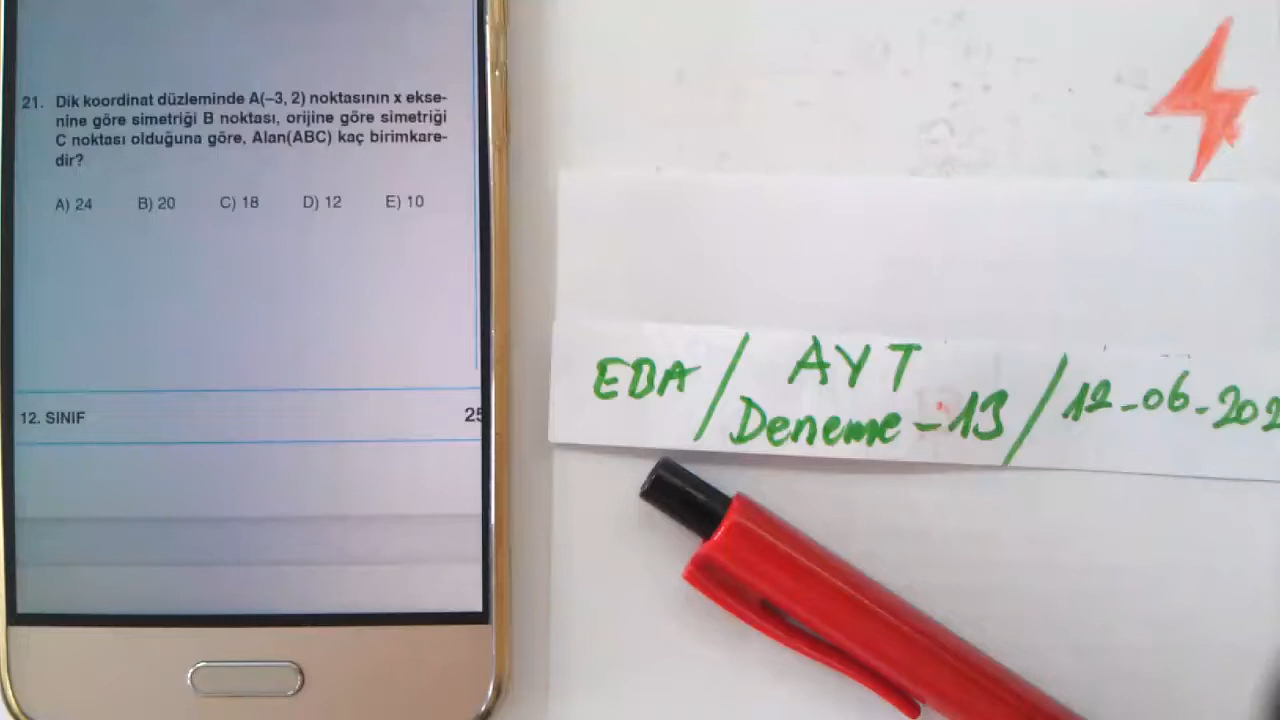 21. Dik koordinat düzleminde A(–3, 2) noktasının x ekse-
nine göre simetriği B noktası, orijine göre simetriği
C noktası olduğuna göre, Alan(ABC) kaç birimkare-
dir?
A) 24 B) 20 C) 18 D) 12 E) 10
12. SINIF 25
EBA / AYT
Deneme - 13 / 12-06-202